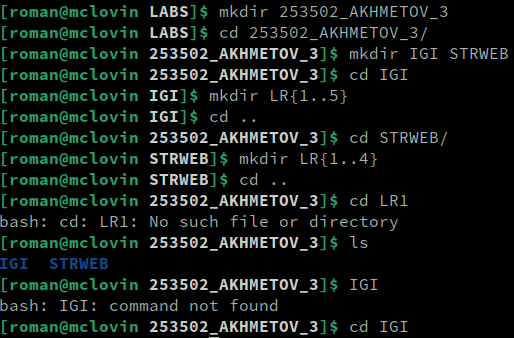 [roman@mclovin LABS]$ mkdir 253502_AKHMETOV_3
[roman@mclovin LABS]$ cd 253502_AKHMETOV_3/
[roman@mclovin 253502_AKHMETOV_3]$ mkdir IGI STRWEB
[roman@mclovin 253502_AKHMETOV_3]$ cd IGI
[roman@mclovin IGI]$ mkdir LR{1..5}
[roman@mclovin IGI]$ cd ..
[roman@mclovin 253502_AKHMETOV_3]$ cd STRWEB/
[roman@mclovin STRWEB]$ mkdir LR{1..4}
[roman@mclovin STRWEB]$ cd ..
[roman@mclovin 253502_AKHMETOV_3]$ cd LR1
bash: cd: LR1: No such file or directory
[roman@mclovin 253502_AKHMETOV_3]$ ls
IGI  STRWEB
[roman@mclovin 253502_AKHMETOV_3]$ IGI
bash: IGI: command not found
[roman@mclovin 253502_AKHMETOV_3]$ cd IGI